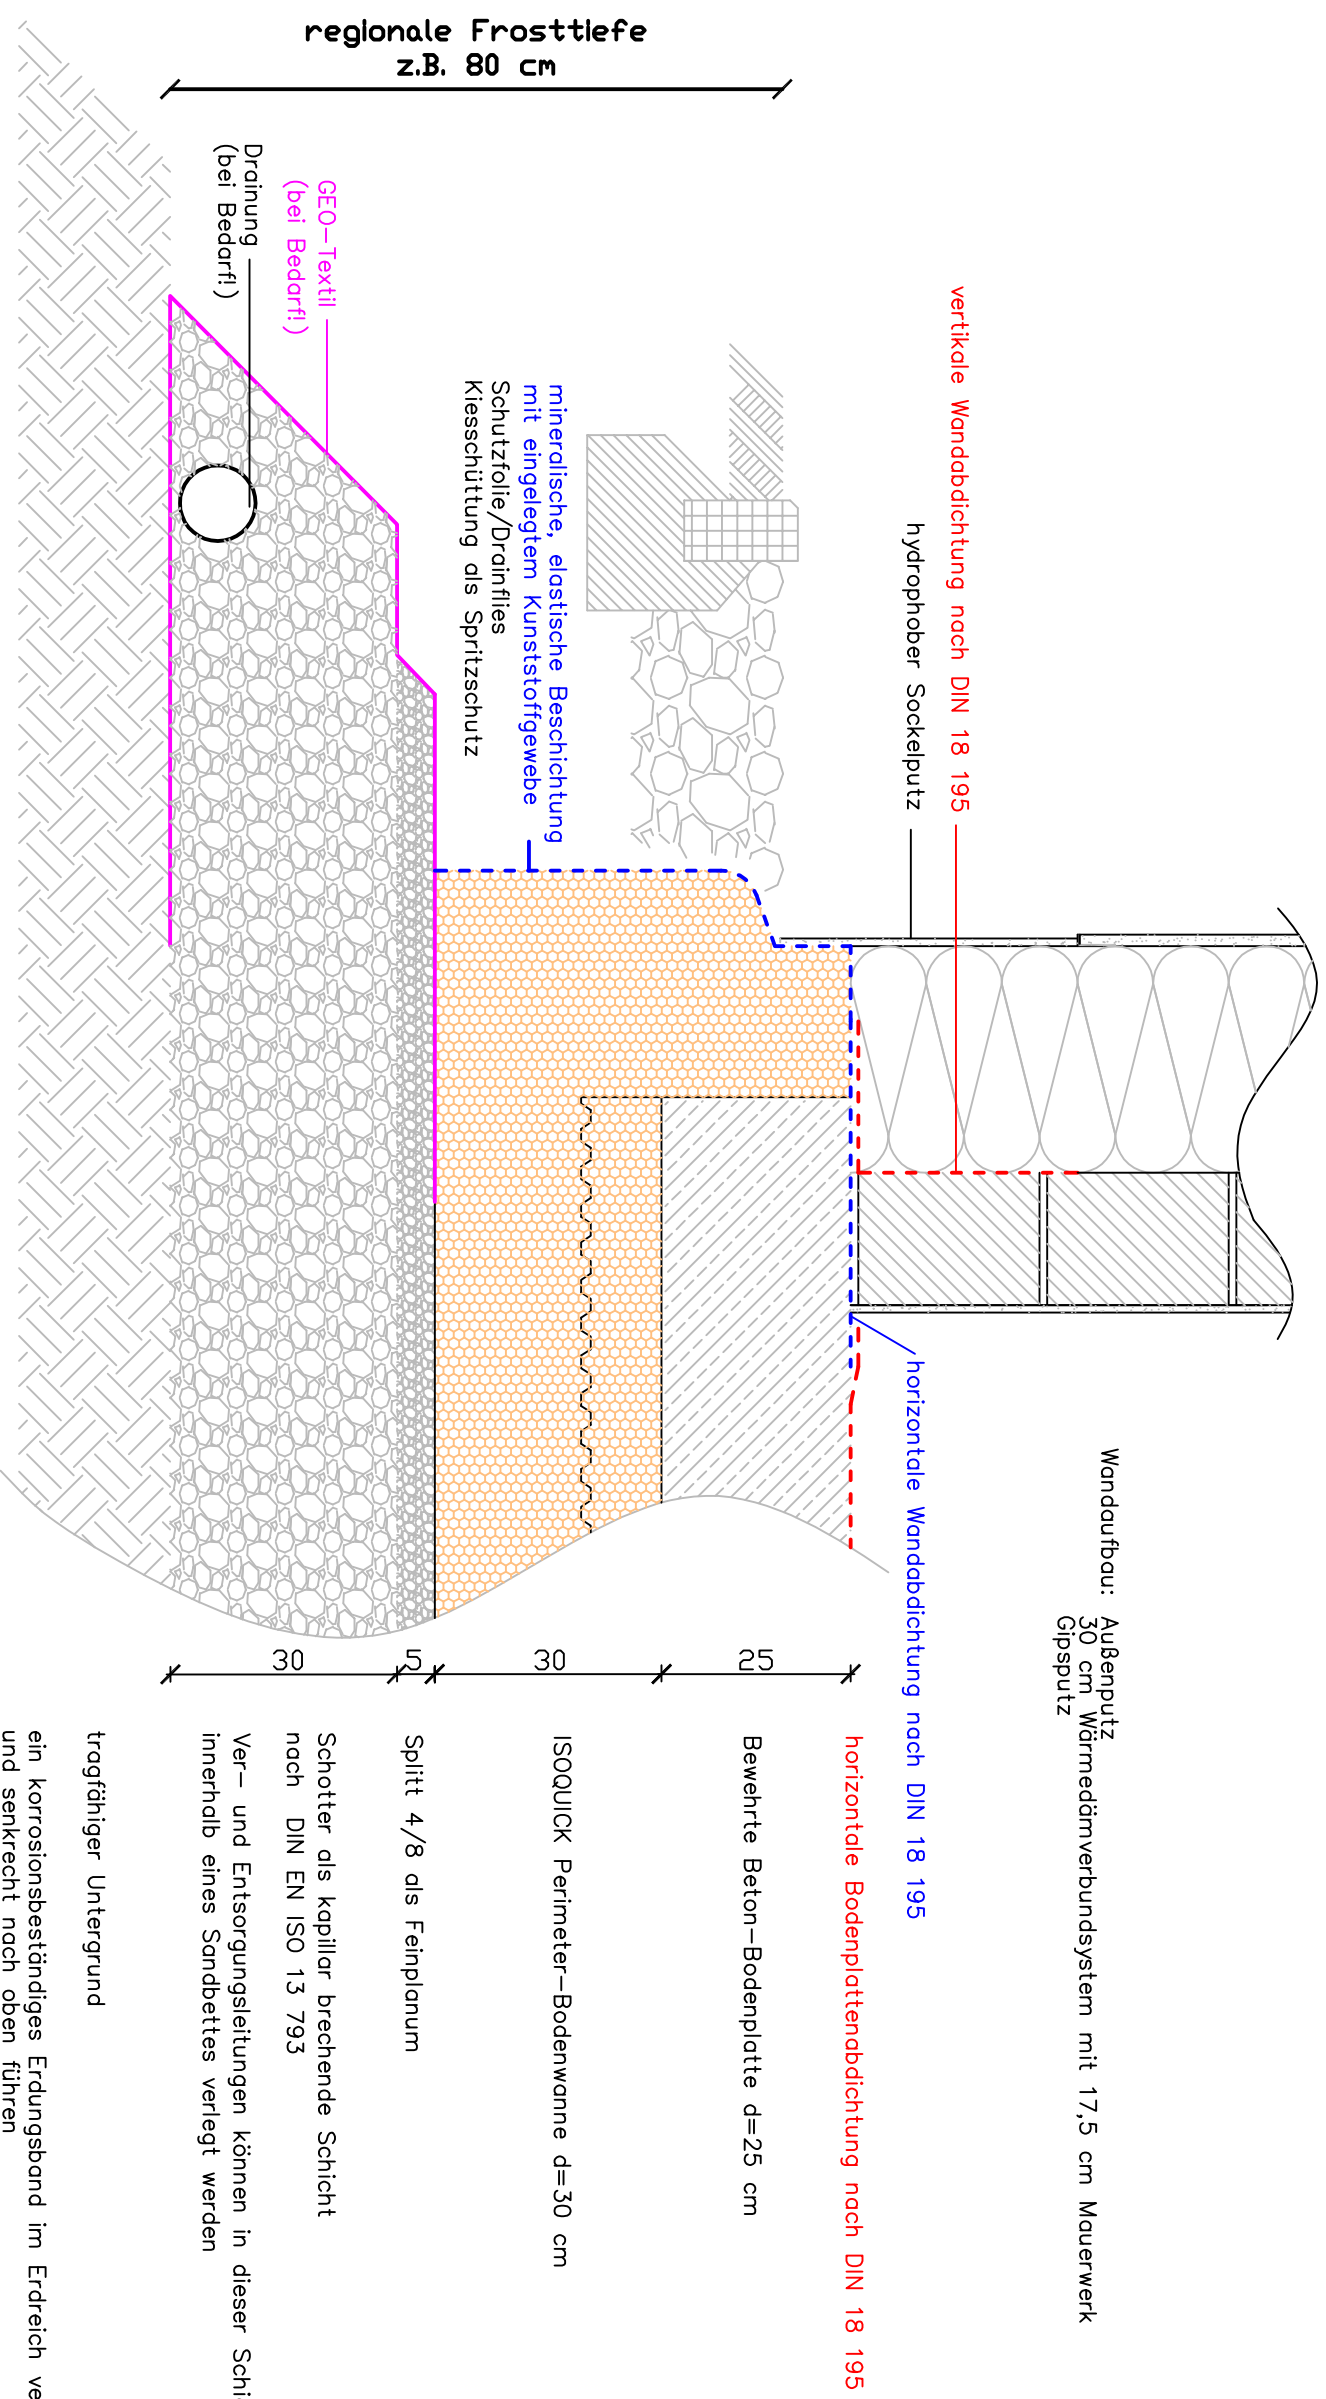 regionale Frosttiefe
z.B. 80 cm
Wandaufbau: Außenputz
30 cm Wärmedämverbundsystem mit 17,5 cm Mauerwerk
Gipsputz
vertikale Wandabdichtung nach DIN 18 195
hydrophober Sockelputz
horizontale Wandabdichtung nach DIN 18 195
horizontale Bodenplattenabdichtung nach DIN 18 195
25
Bewehrte Beton-Bodenplatte d=25 cm
mineralische, elastische Beschichtung
mit eingelegtem Kunststoffgewebe
Schutzfolie/Drainflies
Kiesschüttung als Spritzschutz
30
ISOQUICK Perimeter-Bodenwanne d=30 cm
5
Splitt 4/8 als Feinplanum
GEO-Textil
(bei Bedarf!)
30
Schotter als kapillar brechende Schicht
nach DIN EN ISO 13 793
Drainung
(bei Bedarf!)
Ver- und Entsorgungsleitungen können in dieser
innerhalb eines Sandbettes verlegt werden
tragfähiger Untergrund
ein korrosionsbeständiges Erdungsband im Erdreich
und senkrecht nach oben führen